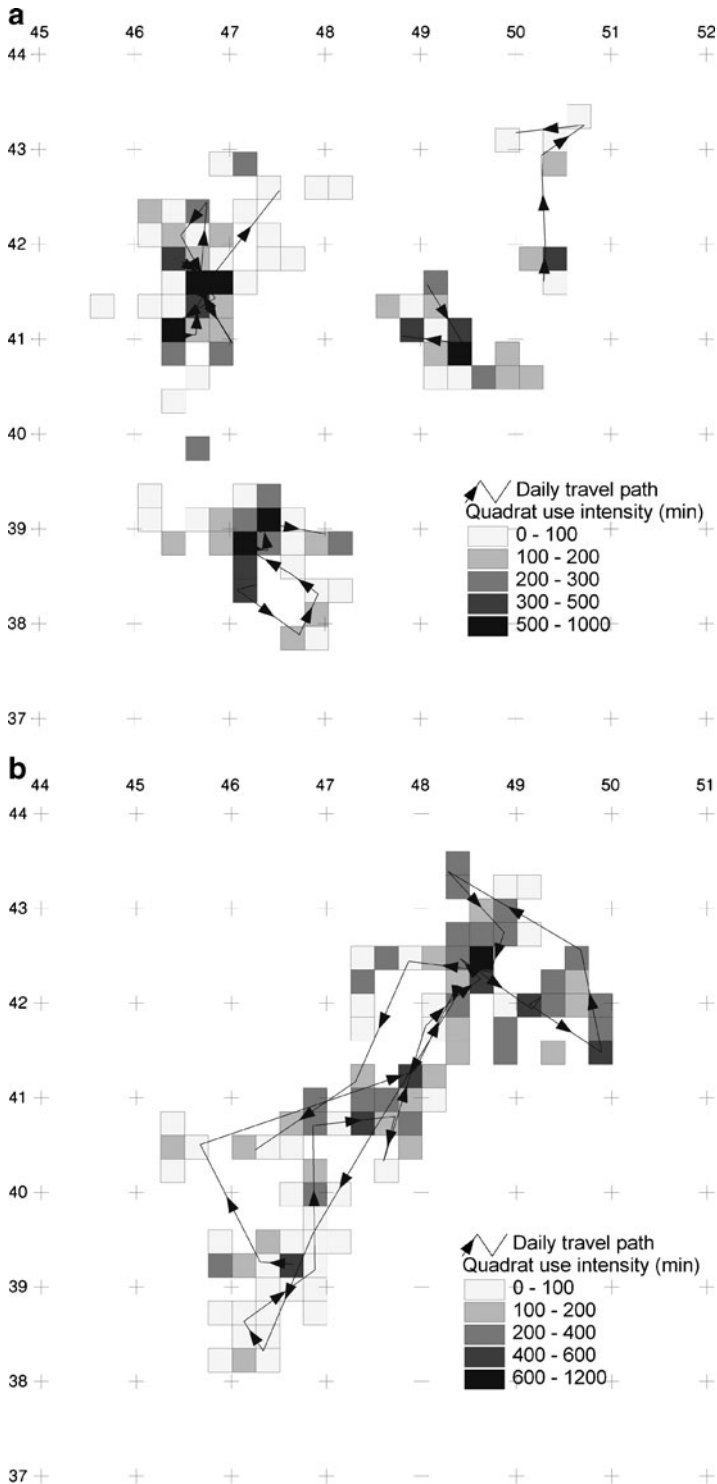 a
45 46 47 48 49 50 51 52
44
43
42
41
40
39
38
37
Daily travel path
Quadrat use intensity (min)
0 - 100
100 - 200
200 - 300
300 - 500
500 - 1000
b
44 45 46 47 48 49 50 51
44
43
42
41
40
39
38
37
Daily travel path
Quadrat use intensity (min)
0 - 100
100 - 200
200 - 400
400 - 600
600 - 1200